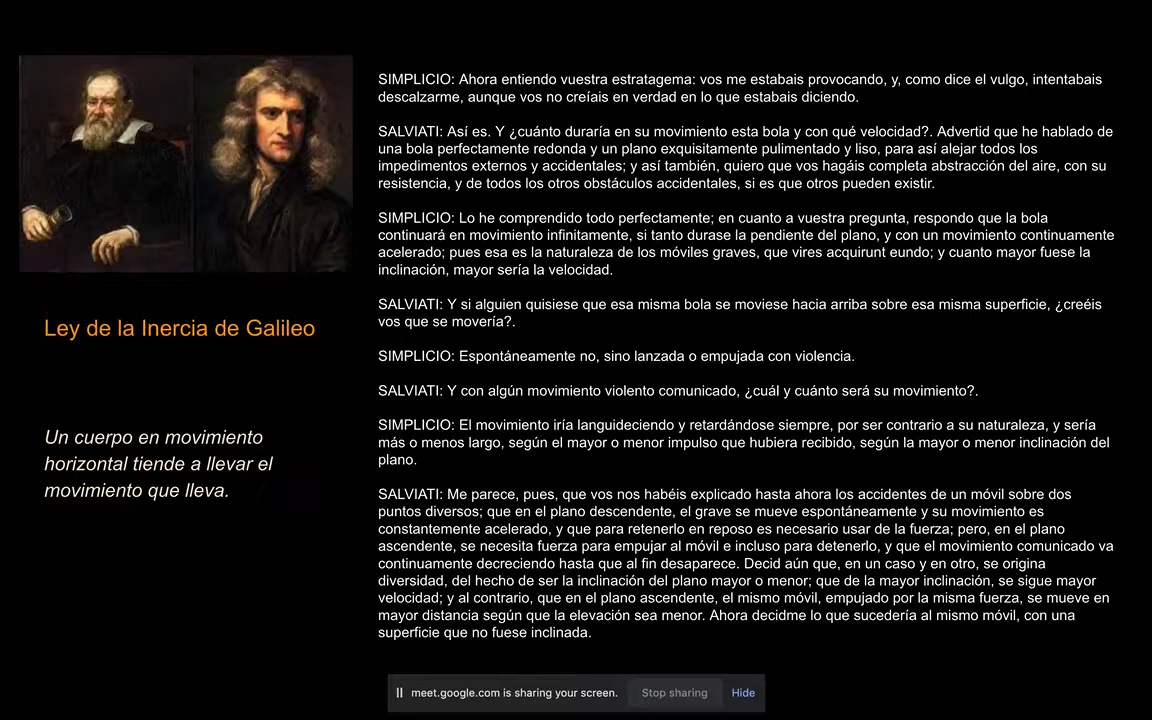 SIMPLICIO: Ahora entiendo vuestra estratagema: vos me estabais provocando, y, como dice el vulgo, intentabais
descalzarme, aunque vos no creíais en verdad en lo que estabais diciendo.
SALVIATI: Así es. Y ¿cuánto duraría en su movimiento esta bola y con qué velocidad?. Advertid que he hablado de
una bola perfectamente redonda y un plano exquisitamente pulimentado y liso, para así alejar todos los
impedimentos externos y accidentales; y así también, quiero que vos hagáis completa abstracción del aire, con su
resistencia, y de todos los otros obstáculos accidentales, si es que otros pueden existir.
SIMPLICIO: Lo he comprendido todo perfectamente; en cuanto a vuestra pregunta, respondo que la bola
continuará en movimiento infinitamente, si tanto durase la pendiente del plano, y con un movimiento continuamente
acelerado; pues esa es la naturaleza de los móviles graves, que vires acquirunt eundo; y cuanto mayor fuese la
inclinación, mayor sería la velocidad.
SALVIATI: Y si alguien quisiese que esa misma bola se moviese hacia arriba sobre esa misma superficie, ¿creéis
vos que se movería?.
SIMPLICIO: Espontáneamente no, sino lanzada o empujada con violencia.
SALVIATI: Y con algún movimiento violento comunicado, ¿cuál y cuánto será su movimiento?.
SIMPLICIO: El movimiento iría languideciendo y retardándose siempre, por ser contrario a su naturaleza, y sería
más o menos largo, según el mayor o menor impulso que hubiera recibido, según la mayor o menor inclinación del
plano.
SALVIATI: Me parece, pues, que vos nos habéis explicado hasta ahora los accidentes de un móvil sobre dos
puntos diversos; que en el plano descendente, el grave se mueve espontáneamente y su movimiento es
constantemente acelerado, y que para retenerlo en reposo es necesario usar de la fuerza; pero, en el plano
ascendente, se necesita fuerza para empujar al móvil e incluso para detenerlo, y que el movimiento comunicado va
continuamente decreciendo hasta que al fin desaparece. Decid aún que, en un caso y en otro, se origina
diversidad, del hecho de ser la inclinación del plano mayor o menor; que de la mayor inclinación, se sigue mayor
velocidad; y al contrario, que en el plano ascendente, el mismo móvil, empujado por la misma fuerza, se mueve en
mayor distancia según que la elevación sea menor. Ahora decidme lo que sucedería al mismo móvil, con una
superficie que no fuese inclinada.
Ley de la Inercia de Galileo
Un cuerpo en movimiento
horizontal tiende a llevar el
movimiento que lleva.
meet.google.com is sharing your screen. Stop sharing Hide